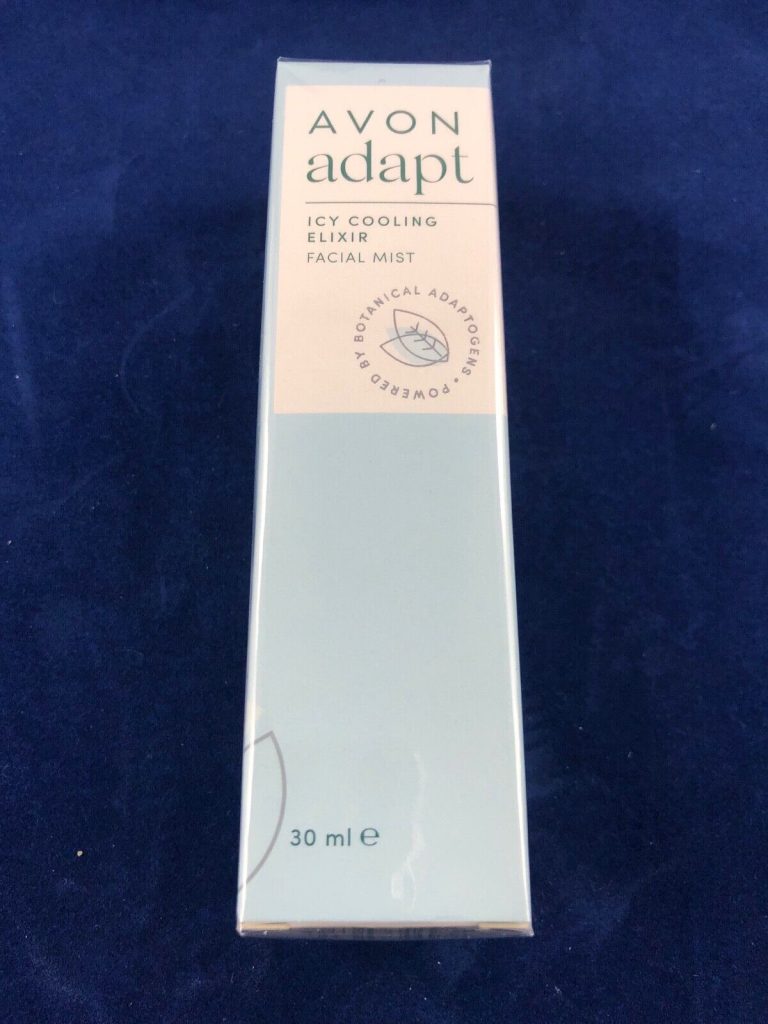 AVON
adapt
ICY COOLING
ELIXIR
FACIAL MIST
POWERED BY BOTANICAL ADAPTOGENS •
30 ml ℮